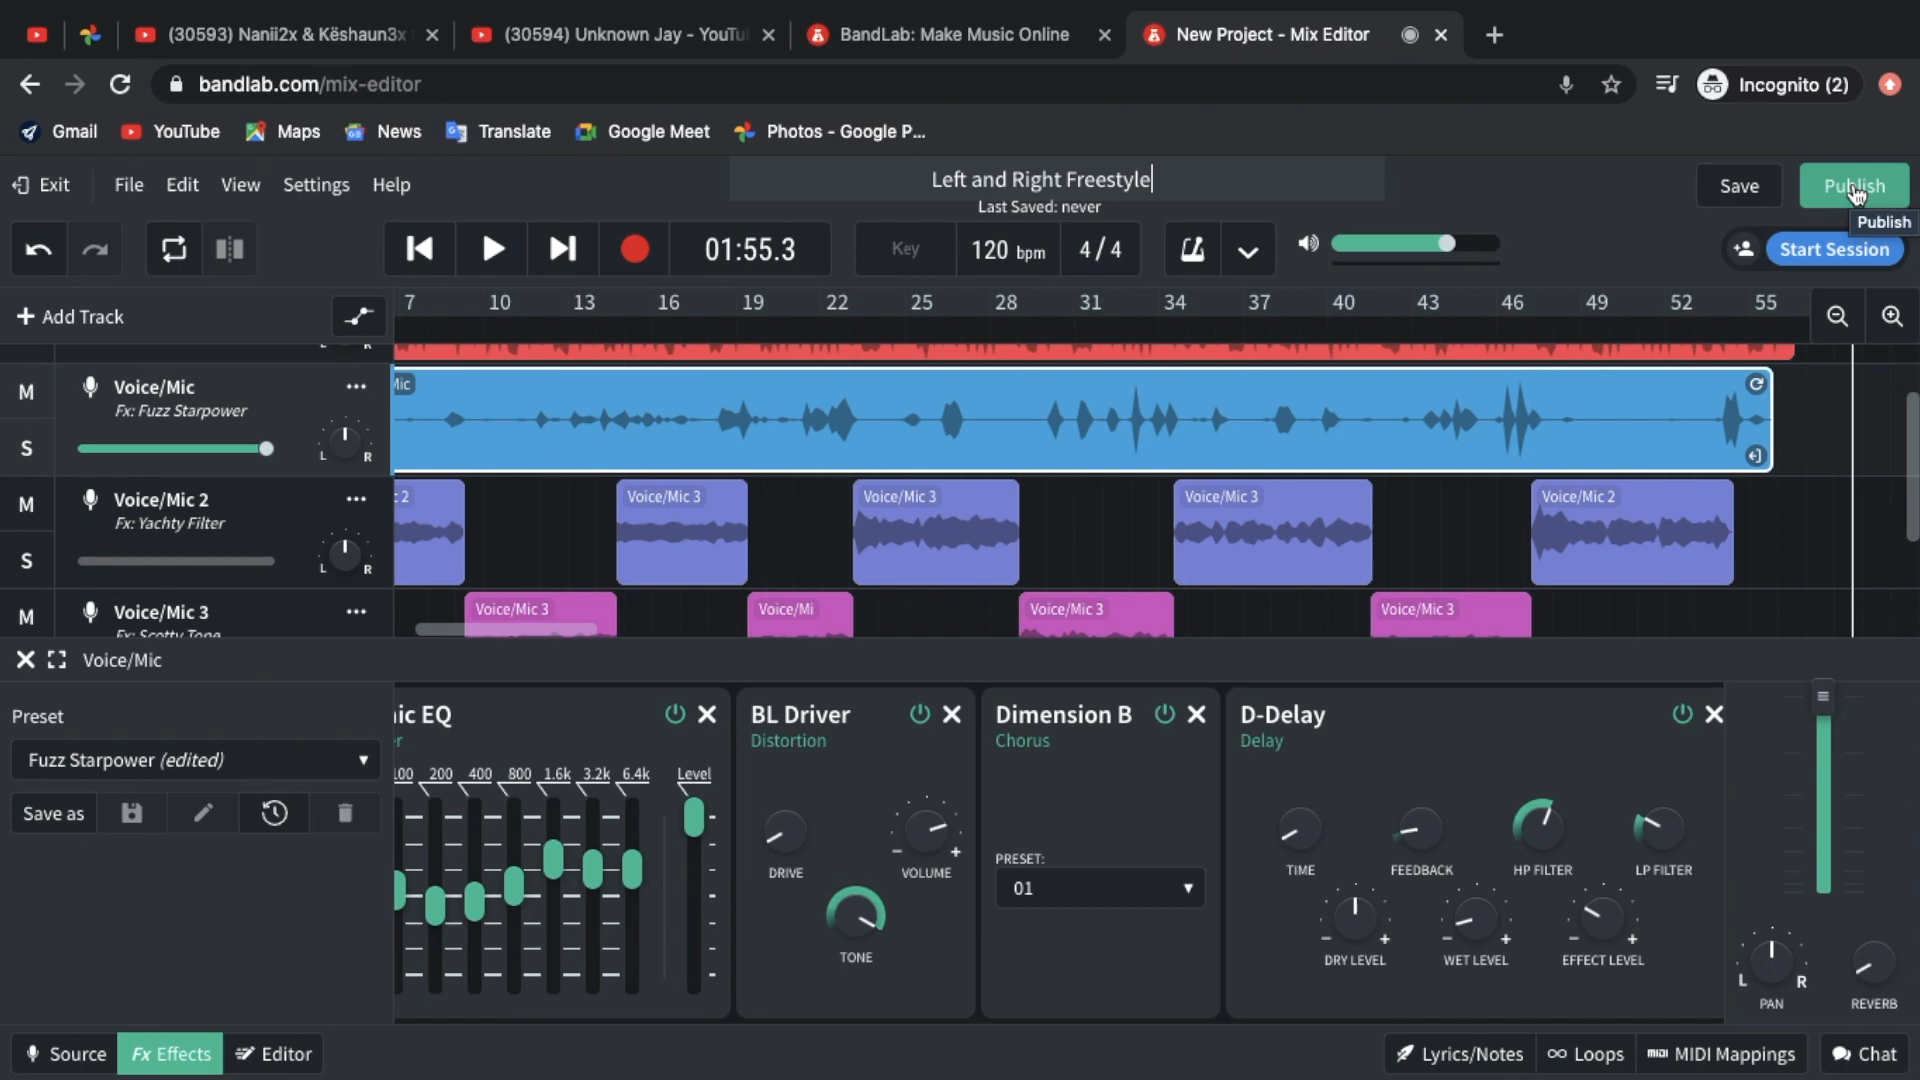 (30593) Nanii2x & Këshaun3x
(30594) Unknown Jay - YouTu
BandLab: Make Music Online
New Project - Mix Editor
bandlab.com/mix-editor
Incognito (2)
Gmail
YouTube
Maps
News
Translate
Google Meet
Photos - Google P...
Exit
File
Edit
View
Settings
Help
Left and Right Freestyle
Last Saved: never
Save
Publish
Publish
01:55.3
Key
120 bpm
4 / 4
Start Session
+ Add Track
7 10 13 16 19 22 25 28 31 34 37 40 43 46 49 52 55
L R
M
Voice/Mic
Fx: Fuzz Starpower
S
L R
Mic
M
Voice/Mic 2
Fx: Yachty Filter
S
L R
c 2
Voice/Mic 3
Voice/Mic 3
Voice/Mic 3
Voice/Mic 2
M
Voice/Mic 3
Fx: Scotty Tone
Voice/Mic 3
Voice/Mi
Voice/Mic 3
Voice/Mic 3
Voice/Mic
Preset
Fuzz Starpower (edited)
Save as
ic EQ
r
100 200 400 800 1.6k 3.2k 6.4k Level
BL Driver
Distortion
DRIVE
VOLUME
TONE
Dimension B
Chorus
PRESET:
01
D-Delay
Delay
TIME
FEEDBACK
HP FILTER
LP FILTER
DRY LEVEL
WET LEVEL
EFFECT LEVEL
L R
PAN
REVERB
Source
Fx Effects
Editor
Lyrics/Notes
Loops
MIDI MIDI Mappings
Chat